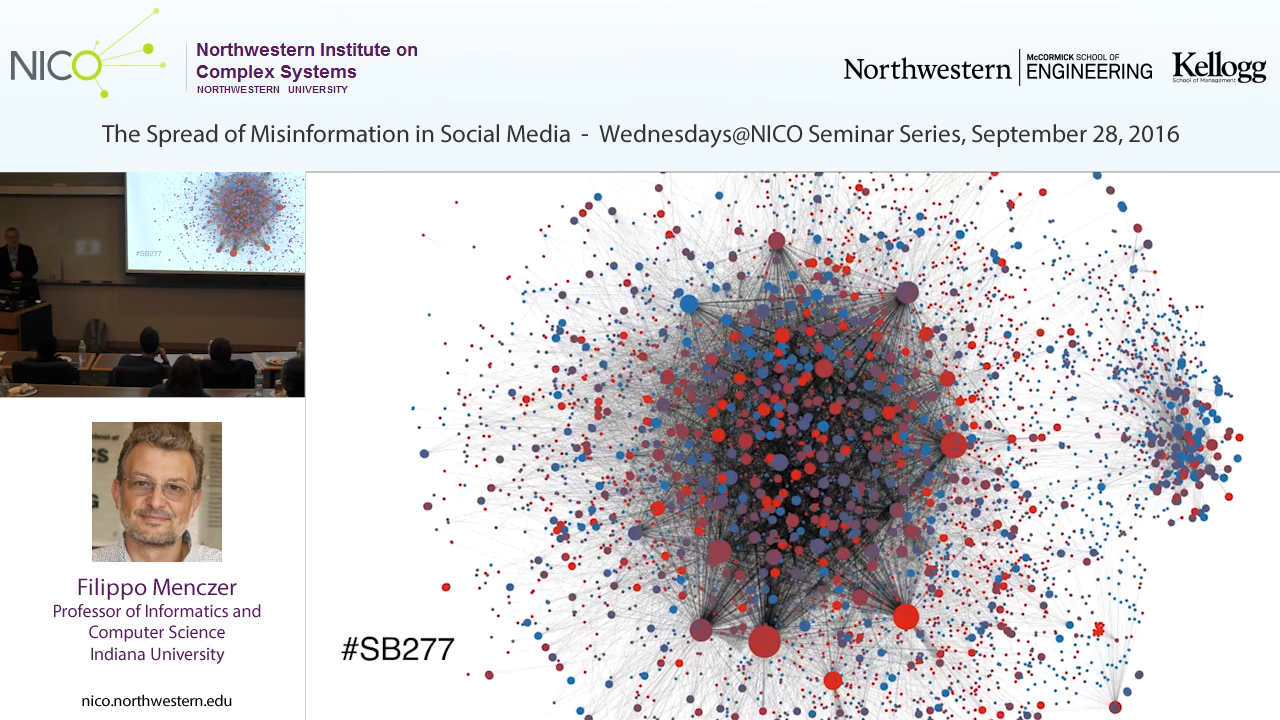 NICO
Northwestern Institute on
Complex Systems
NORTHWESTERN UNIVERSITY
Northwestern
McCORMICK SCHOOL OF
ENGINEERING
Kellogg
School of Management
The Spread of Misinformation in Social Media - Wednesdays@NICO Seminar Series, September 28, 2016
#SB277
#SB277
Filippo Menczer
Professor of Informatics and
Computer Science
Indiana University
nico.northwestern.edu